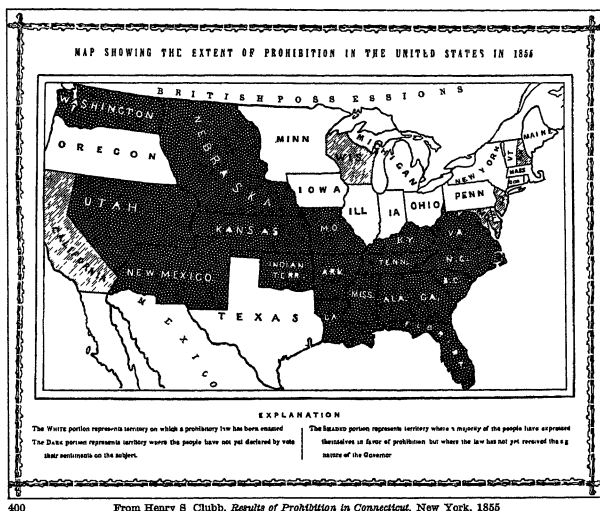 MAP SHOWING THE EXTENT OF PROHIBITION IN THE UNITED STATES IN 1855
BRITISH POSSESSIONS
WASHINGTON
OREGON
NEBRASKA
MINN
WIS
MICHIGAN
MAINE
VT
NEW YORK
MASS
PENN
IOWA
ILL
IA
OHIO
UTAH
CALIFORNIA
KANSAS
MO
KY
VA
NEW MEXICO
INDIAN
TERR
ARK
TENN
N.C.
S.C.
MISS
ALA.
GA.
LA
TEXAS
FLORIDA
MEXICO
EXPLANATION
The WHITE portion represents territory on which a prohibitory law has been enacted
The DARK portion represents territory where the people have not yet declared by vote
their sentiments on the subject.
The SHADED portion represents territory where a majority of the people have expressed
themselves in favor of prohibition but where the law has not yet received the sig
nature of the Governor
400
From Henry S Clubb, Results of Prohibition in Connecticut, New York, 1855